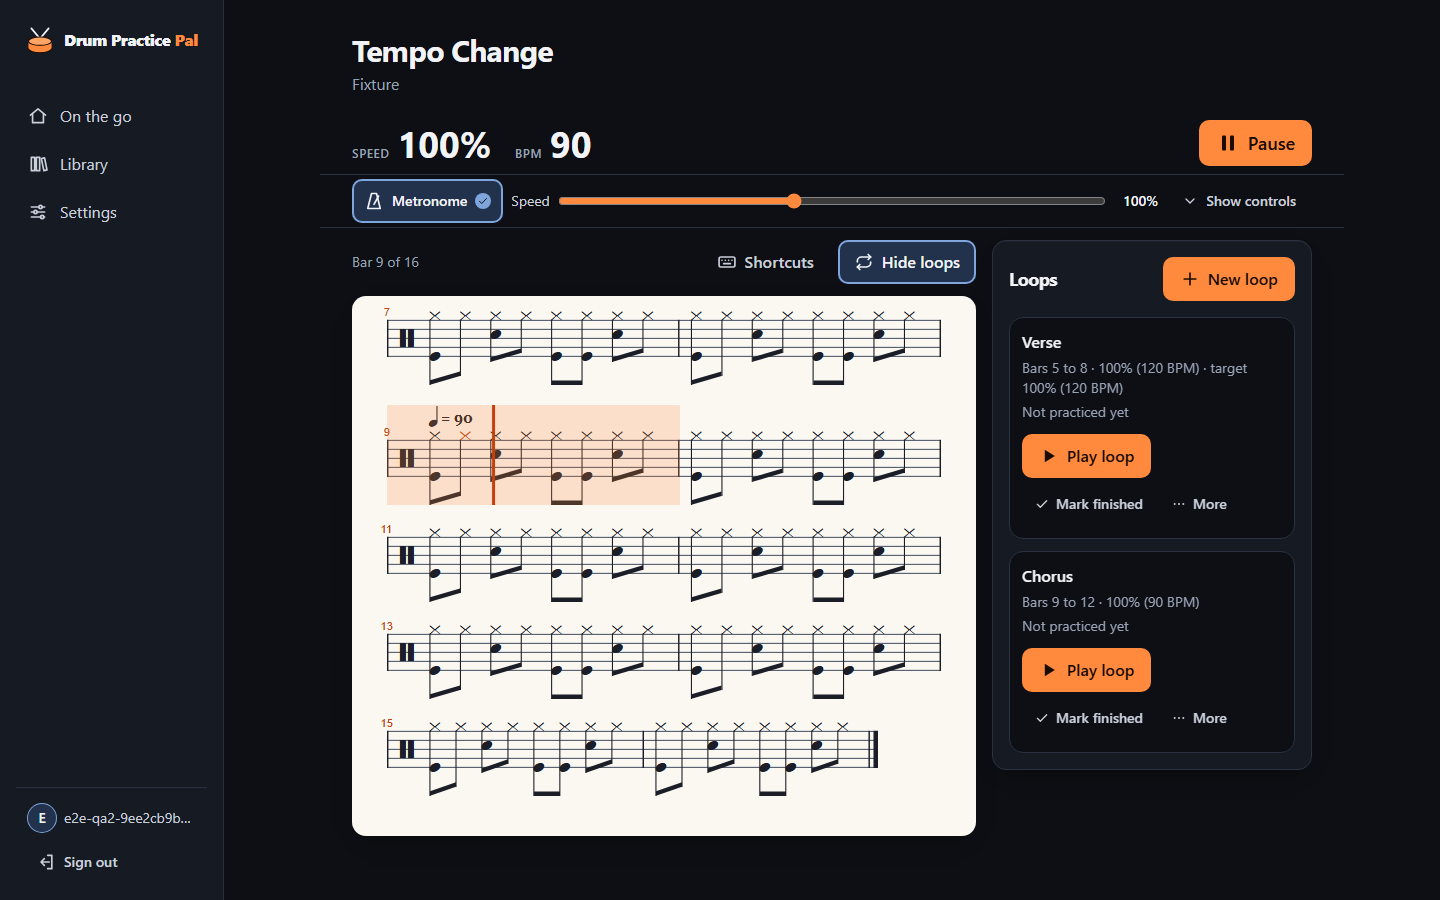 Drum Practice Pal
On the go
Library
Settings
e2e-qa2-9ee2cb9b...
E
Sign out
Tempo Change
Fixture
SPEED 100% BPM 90
Pause
Metronome Speed 100% Show controls
Bar 9 of 16
Shortcuts
Hide loops
7
= 90
9
11
13
15
Loops
New loop
Verse
Bars 5 to 8 · 100% (120 BPM) · target
100% (120 BPM)
Not practiced yet
Play loop
Mark finished
··· More
Chorus
Bars 9 to 12 · 100% (90 BPM)
Not practiced yet
Play loop
Mark finished
··· More